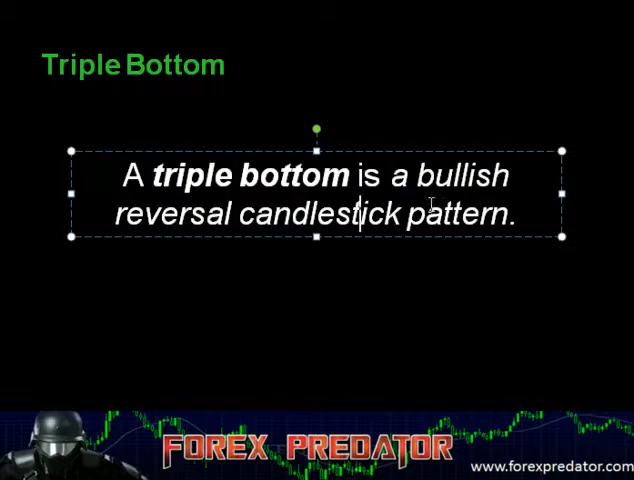 Triple Bottom
A triple bottom is a bullish
reversal candlestick pattern.
FOREX PREDATOR
www.forexpredator.com